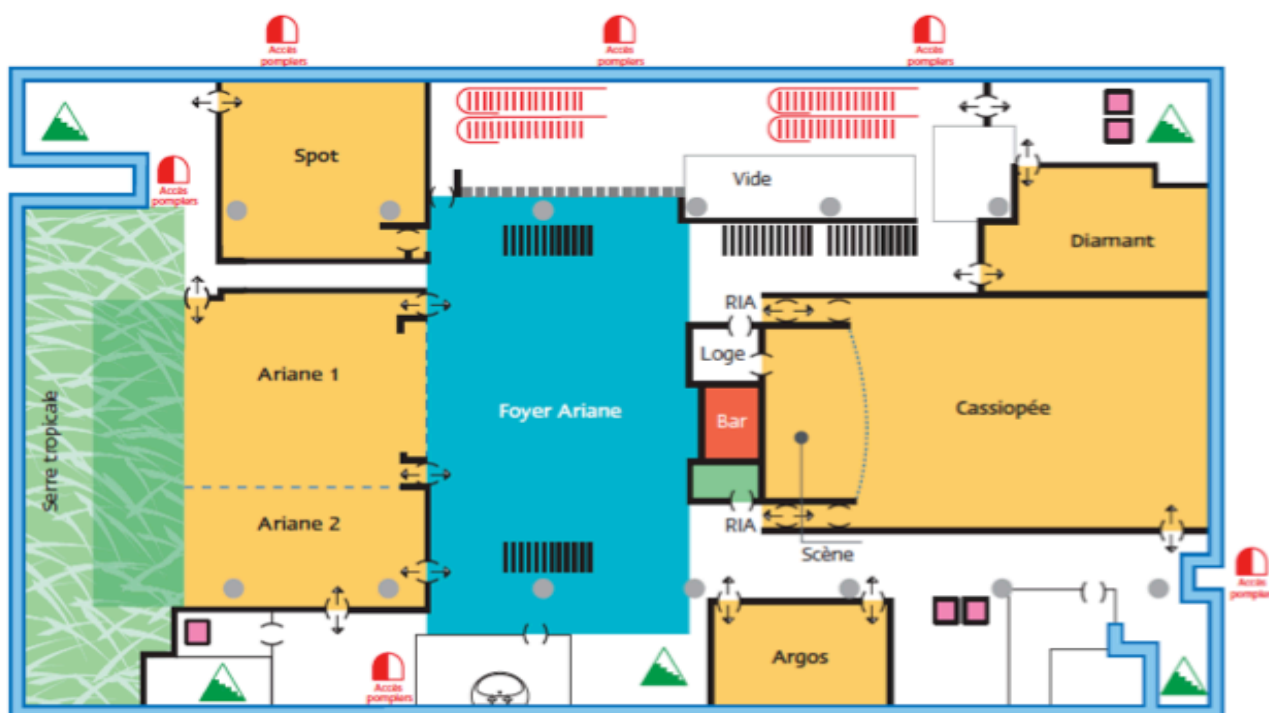 Accès
pompiers
Accès
pompiers
Accès
pompiers
Spot
Accès
pompiers
Vide
Diamant
RIA
Loge
Ariane 1
Serre tropicale
Foyer Ariane
Bar
Cassiopée
Ariane 2
RIA
Scène
Accès
pompiers
Argos
Accès
pompiers